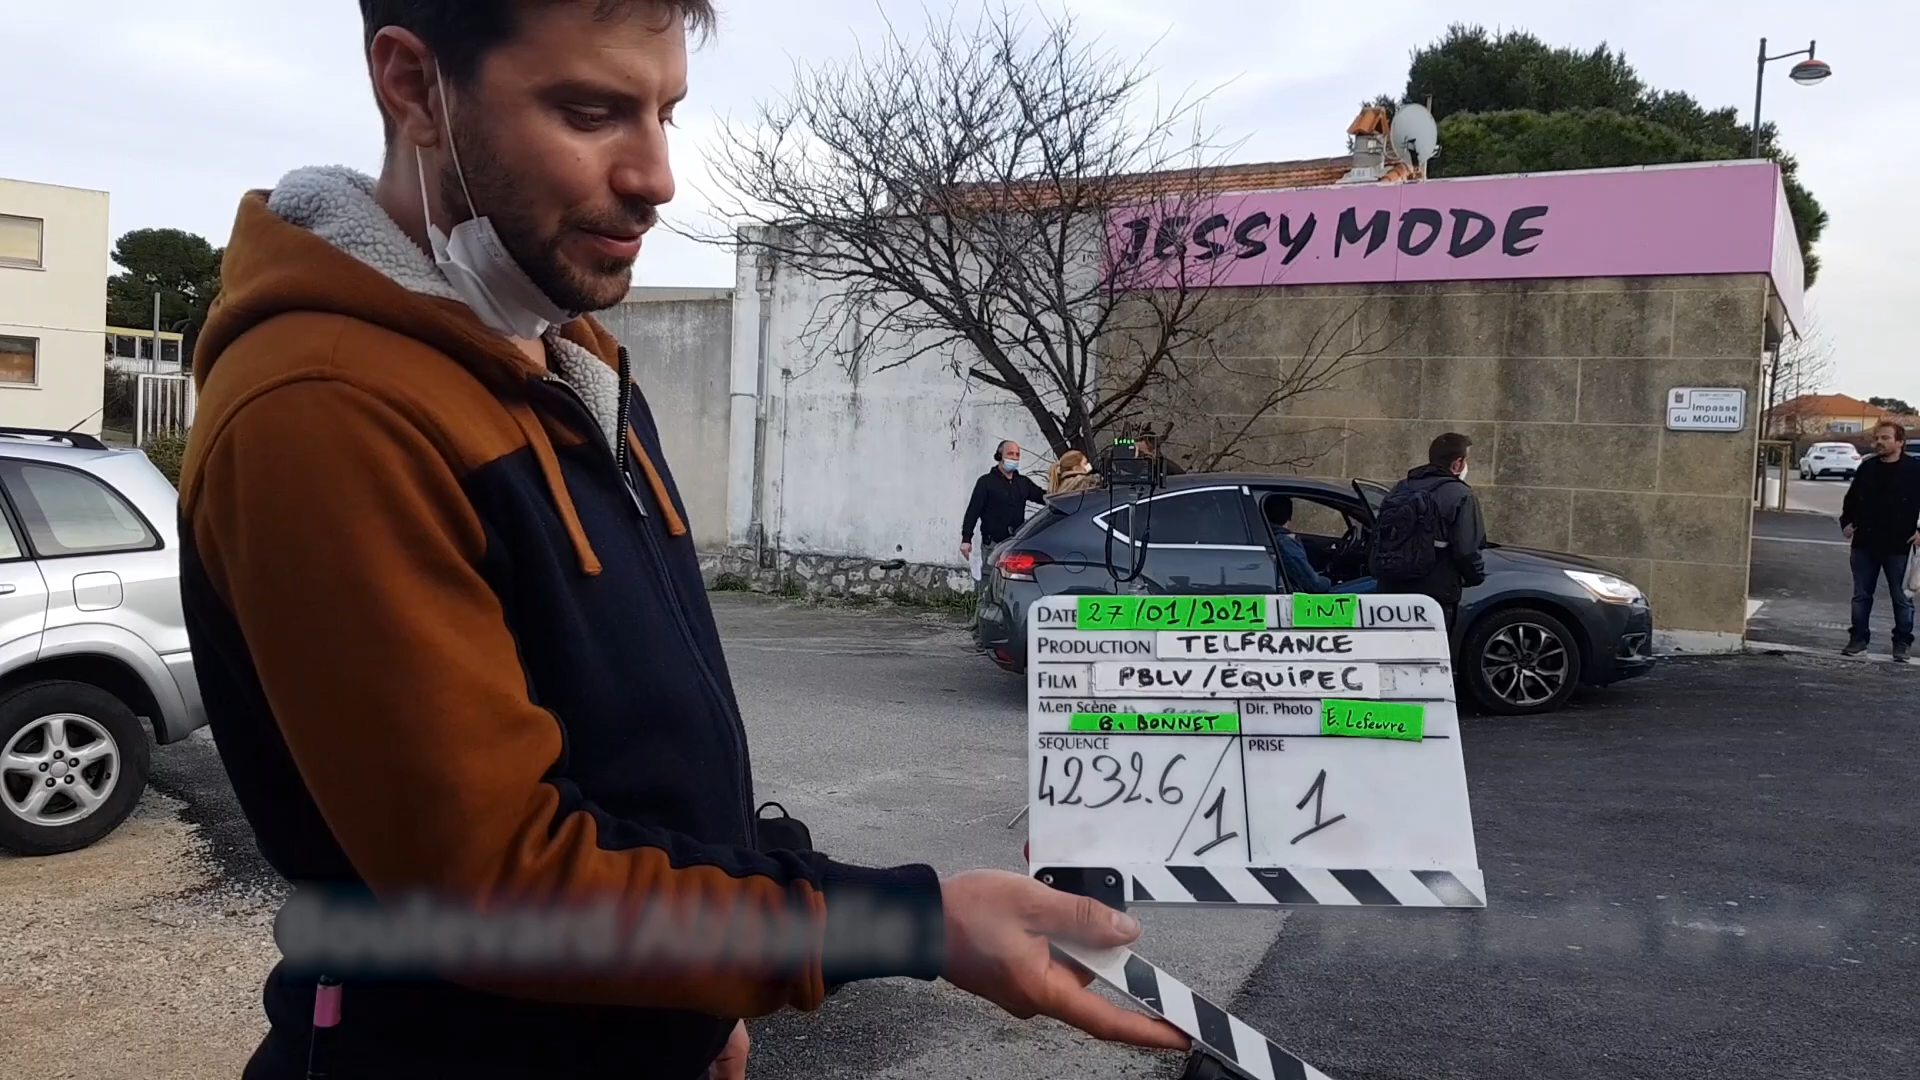 JESSY.MODE
Impasse
du MOULIN
DATE 27/01/2021 INT JOUR
PRODUCTION TELFRANCE
FILM PBLV/EQUIPE C
M.en Scène B. BONNET Dir. Photo E. Lefeuvre
SEQUENCE PRISE
4232.6/1 1